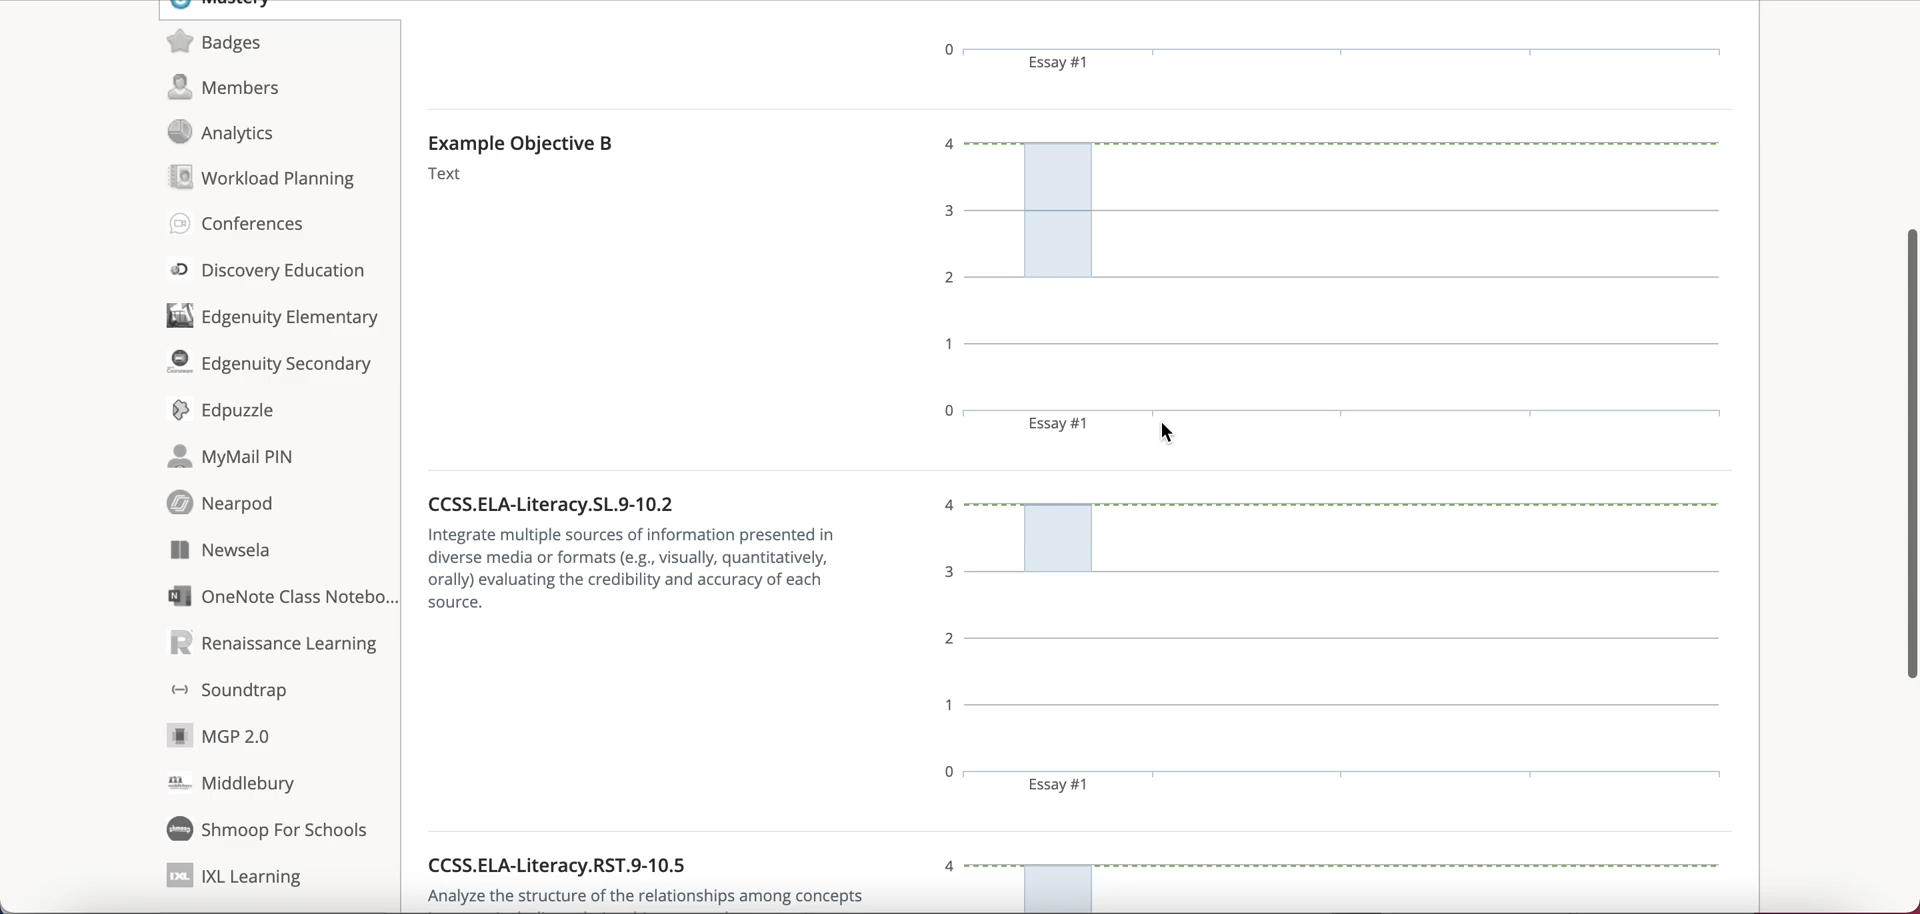 Mastery
Badges
Members
Analytics
Workload Planning
Conferences
Discovery Education
Edgenuity Elementary
Edgenuity Secondary
Edpuzzle
MyMail PIN
Nearpod
Newsela
OneNote Class Notebo...
Renaissance Learning
Soundtrap
MGP 2.0
Middlebury
Shmoop For Schools
IXL Learning
0
Essay #1
Example Objective B
Text
4
3
2
1
0
Essay #1
CCSS.ELA-Literacy.SL.9-10.2
Integrate multiple sources of information presented in
diverse media or formats (e.g., visually, quantitatively,
orally) evaluating the credibility and accuracy of each
source.
4
3
2
1
0
Essay #1
CCSS.ELA-Literacy.RST.9-10.5
Analyze the structure of the relationships among concepts
4